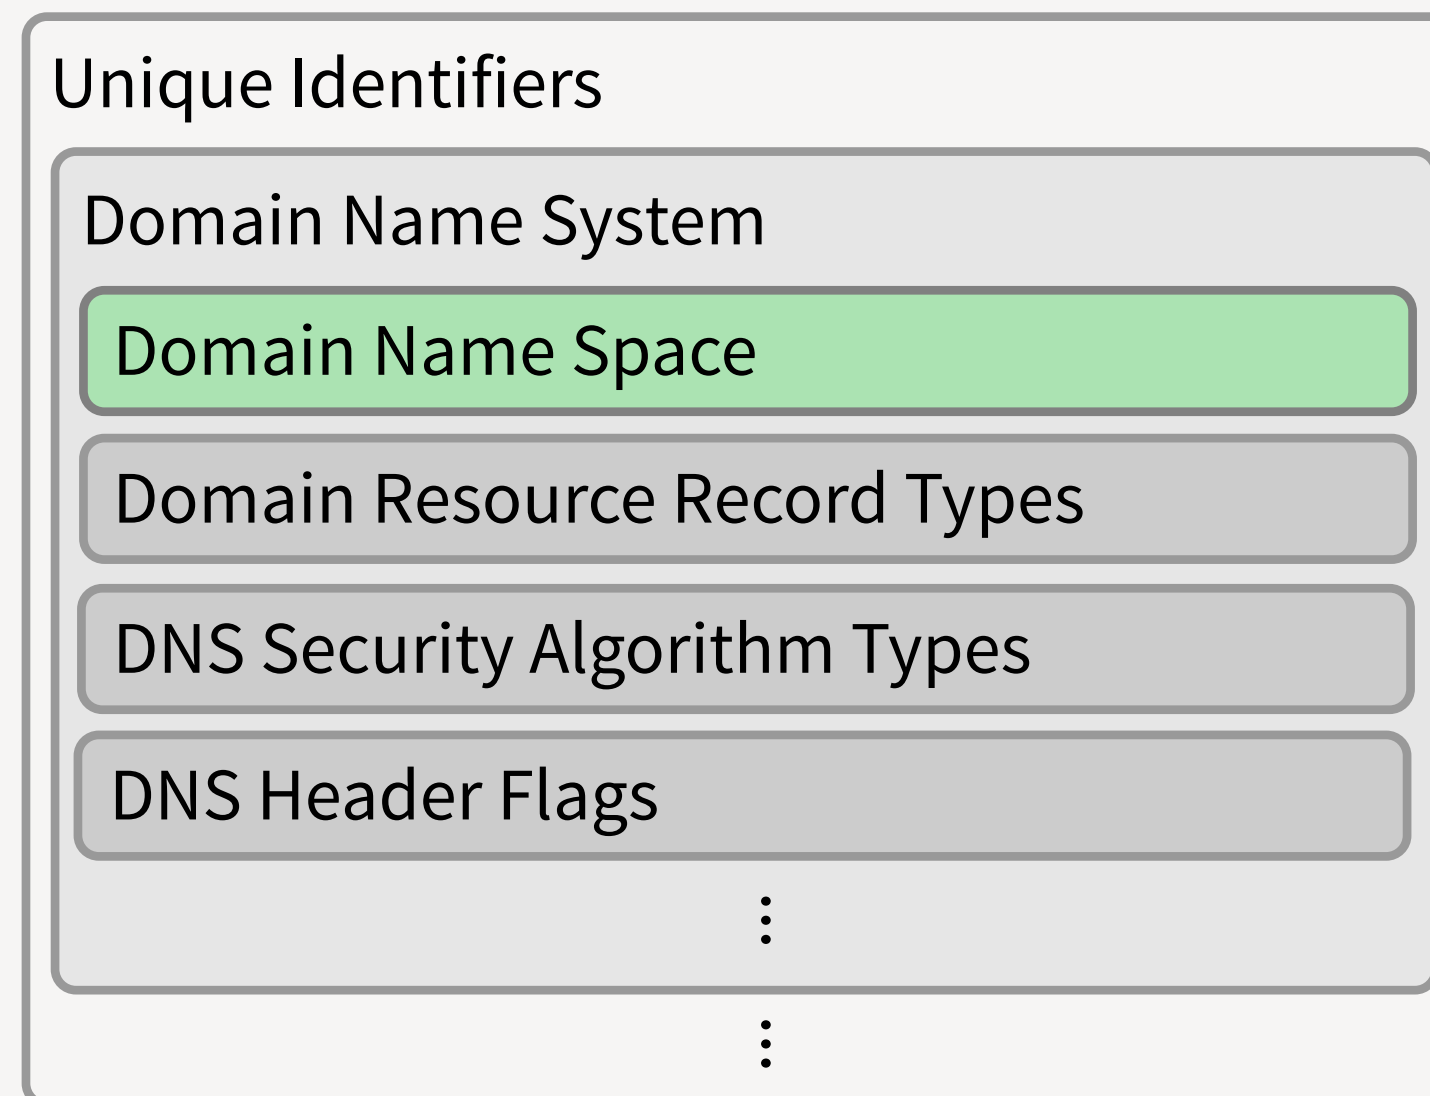 Unique Identifiers
Domain Name System
Domain Name Space
Domain Resource Record Types
DNS Security Algorithm Types
DNS Header Flags
⋮
⋮